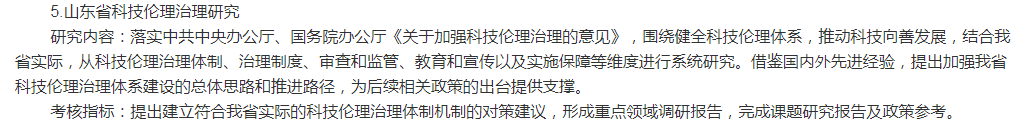 5.山东省科技伦理治理研究
研究内容：落实中共中央办公厅、国务院办公厅《关于加强科技伦理治理的意见》，围绕健全科技伦理体系，推动科技向善发展，结合我
省实际，从科技伦理治理体制、治理制度、审查和监管、教育和宣传以及实施保障等维度进行系统研究。借鉴国内外先进经验，提出加强我省
科技伦理治理体系建设的总体思路和推进路径，为后续相关政策的出台提供支撑。
考核指标：提出建立符合我省实际的科技伦理治理体制机制的对策建议，形成重点领域调研报告，完成课题研究报告及政策参考。